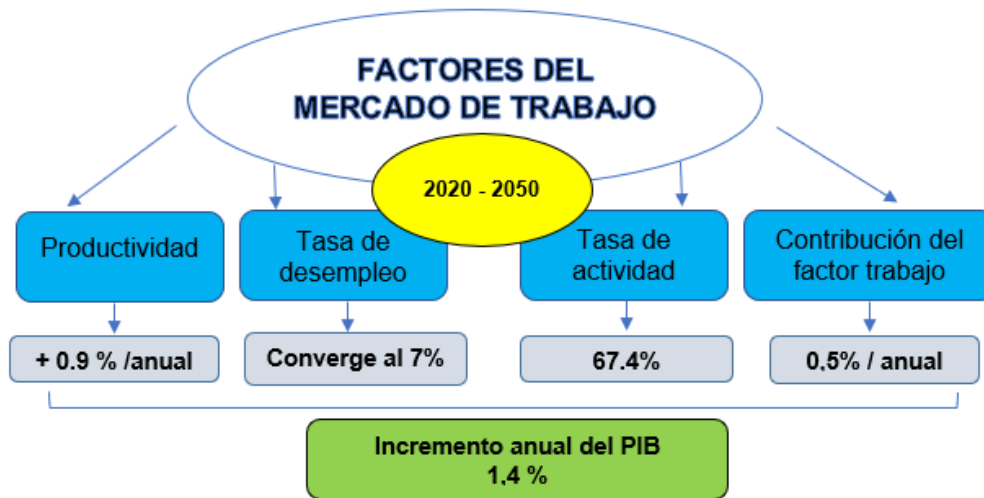 FACTORES DEL
MERCADO DE TRABAJO
2020 - 2050
Productividad
Tasa de
desempleo
Tasa de
actividad
Contribución del
factor trabajo
+ 0.9 % /anual
Converge al 7%
67.4%
0,5% / anual
Incremento anual del PIB
1,4 %